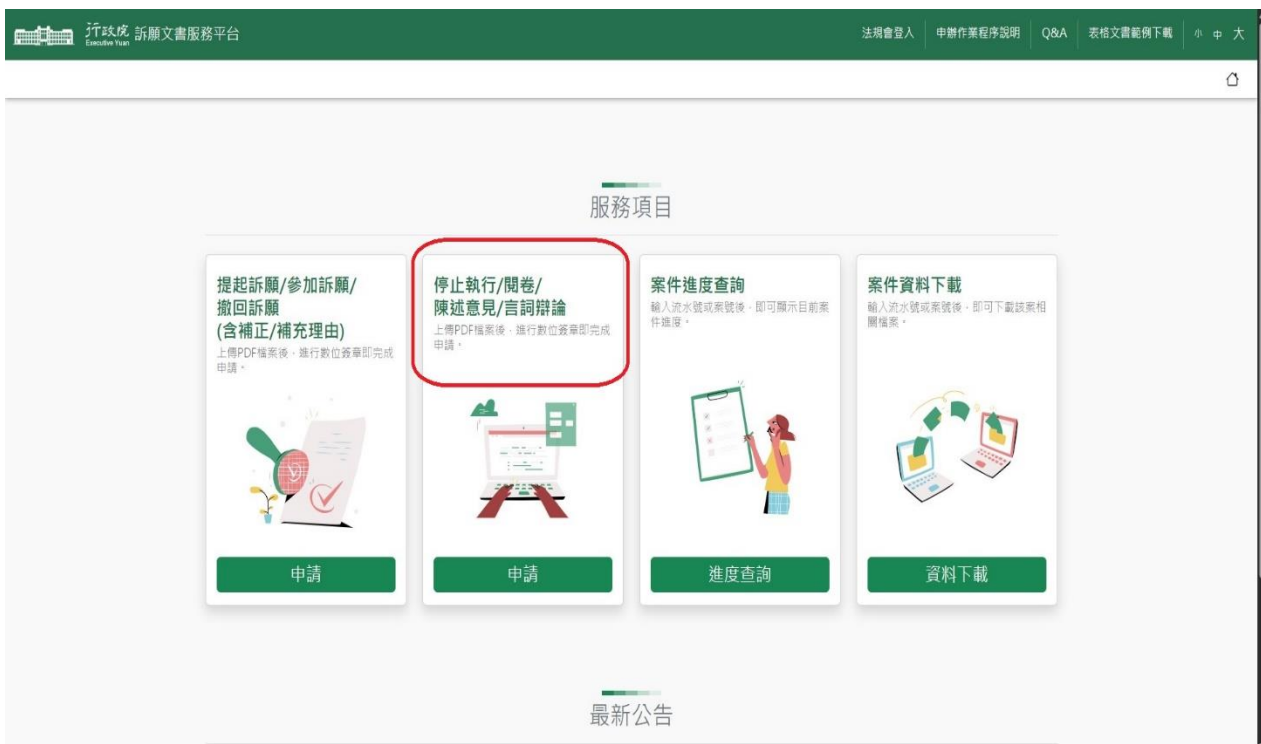 行政院 訴願文書服務平台
Executive Yuan
法規會登入 申辦作業程序說明 Q&A 表格文書範例下載 小 中 大
服務項目
提起訴願/參加訴願/
撤回訴願
(含補正/補充理由)
上傳PDF檔案後，進行數位簽章即完成
申請。
申請
停止執行/閱卷/
陳述意見/言詞辯論
上傳PDF檔案後，進行數位簽章即完成
申請。
申請
案件進度查詢
輸入流水號或案號後，即可顯示目前案
件進度。
進度查詢
案件資料下載
輸入流水號或案號後，即可下載該案相
關檔案。
資料下載
最新公告